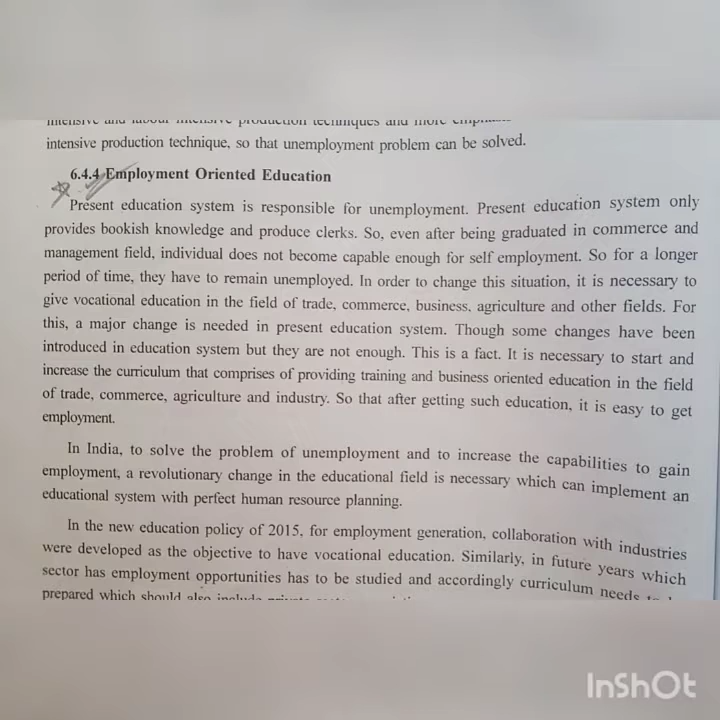 intensive and labour intensive production techniques and more
intensive production technique, so that unemployment problem can be solved.
6.4.4 Employment Oriented Education
Present education system is responsible for unemployment. Present education system only
provides bookish knowledge and produce clerks. So, even after being graduated in commerce and
management field, individual does not become capable enough for self employment. So for a longer
period of time, they have to remain unemployed. In order to change this situation, it is necessary to
give vocational education in the field of trade, commerce, business, agriculture and other fields. For
this, a major change is needed in present education system. Though some changes have been
introduced in education system but they are not enough. This is a fact. It is necessary to start and
increase the curriculum that comprises of providing training and business oriented education in the field
of trade, commerce, agriculture and industry. So that after getting such education, it is easy to get
employment.
In India, to solve the problem of unemployment and to increase the capabilities to gain
employment, a revolutionary change in the educational field is necessary which can implement an
educational system with perfect human resource planning.
In the new education policy of 2015, for employment generation, collaboration with industries
were developed as the objective to have vocational education. Similarly, in future years which
sector has employment opportunities has to be studied and accordingly curriculum needs to
prepared which should also include
InShOt